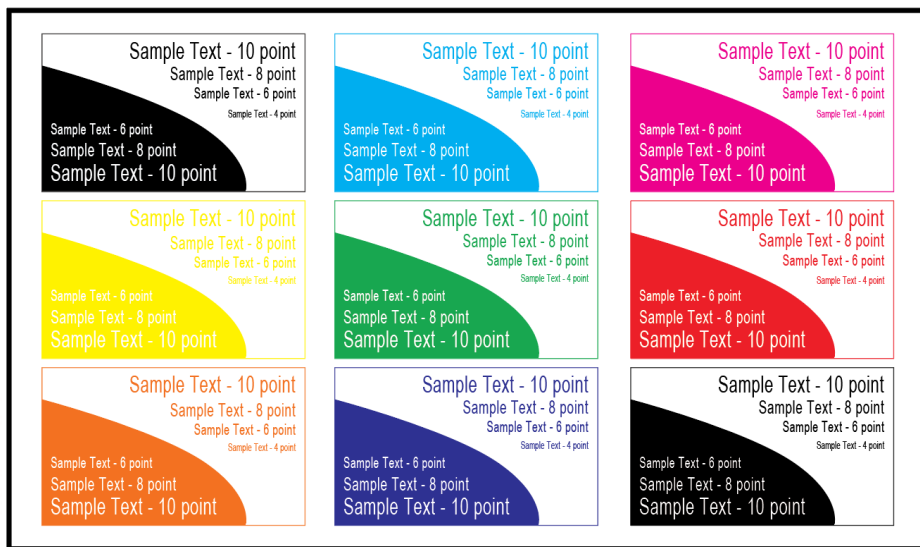 Sample Text - 10 point
Sample Text - 8 point
Sample Text - 6 point
Sample Text - 4 point
Sample Text - 6 point
Sample Text - 8 point
Sample Text - 10 point
Sample Text - 10 point
Sample Text - 8 point
Sample Text - 6 point
Sample Text - 4 point
Sample Text - 6 point
Sample Text - 8 point
Sample Text - 10 point
Sample Text - 10 point
Sample Text - 8 point
Sample Text - 6 point
Sample Text - 4 point
Sample Text - 6 point
Sample Text - 8 point
Sample Text - 10 point
Sample Text - 10 point
Sample Text - 8 point
Sample Text - 6 point
Sample Text - 4 point
Sample Text - 6 point
Sample Text - 8 point
Sample Text - 10 point
Sample Text - 10 point
Sample Text - 8 point
Sample Text - 6 point
Sample Text - 4 point
Sample Text - 6 point
Sample Text - 8 point
Sample Text - 10 point
Sample Text - 10 point
Sample Text - 8 point
Sample Text - 6 point
Sample Text - 4 point
Sample Text - 6 point
Sample Text - 8 point
Sample Text - 10 point
Sample Text - 10 point
Sample Text - 8 point
Sample Text - 6 point
Sample Text - 4 point
Sample Text - 6 point
Sample Text - 8 point
Sample Text - 10 point
Sample Text - 10 point
Sample Text - 8 point
Sample Text - 6 point
Sample Text - 4 point
Sample Text - 6 point
Sample Text - 8 point
Sample Text - 10 point
Sample Text - 10 point
Sample Text - 8 point
Sample Text - 6 point
Sample Text - 4 point
Sample Text - 6 point
Sample Text - 8 point
Sample Text - 10 point